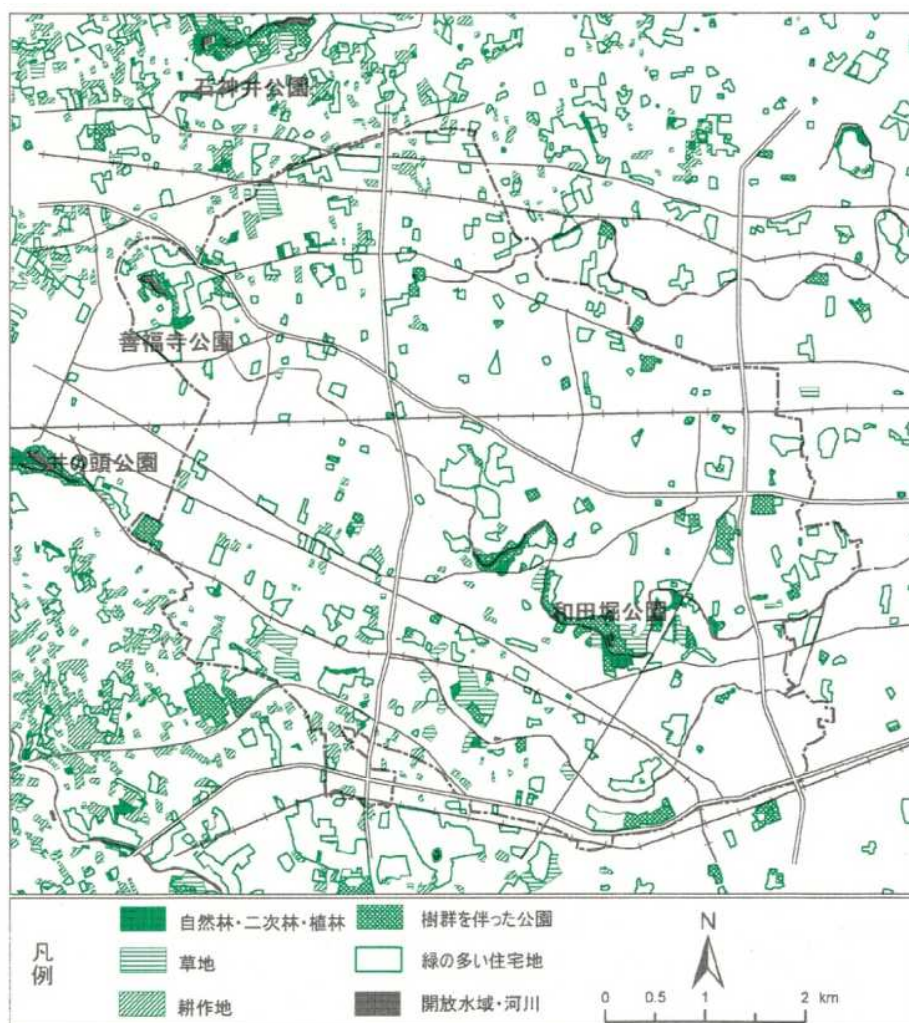 石神井公園
善福寺公園
井の頭公園
和田堀公園
凡例
自然林・二次林・植林
草地
耕作地
樹群を伴った公園
緑の多い住宅地
開放水域・河川
N
0 0.5 1 2 km